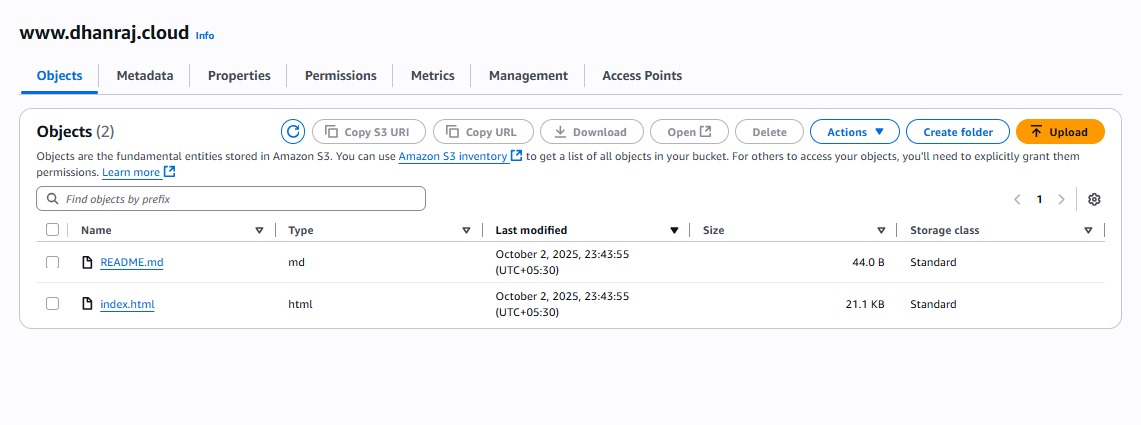 www.dhanraj.cloud Info
Objects Metadata Properties Permissions Metrics Management Access Points
Objects (2) Copy S3 URI Copy URL Download Open Delete Actions Create folder Upload
Objects are the fundamental entities stored in Amazon S3. You can use Amazon S3 inventory to get a list of all objects in your bucket. For others to access your objects, you'll need to explicitly grant them
permissions. Learn more
Find objects by prefix 1
Name Type Last modified Size Storage class
README.md md October 2, 2025, 23:43:55 44.0 B Standard
(UTC+05:30)
index.html html October 2, 2025, 23:43:55 21.1 KB Standard
(UTC+05:30)